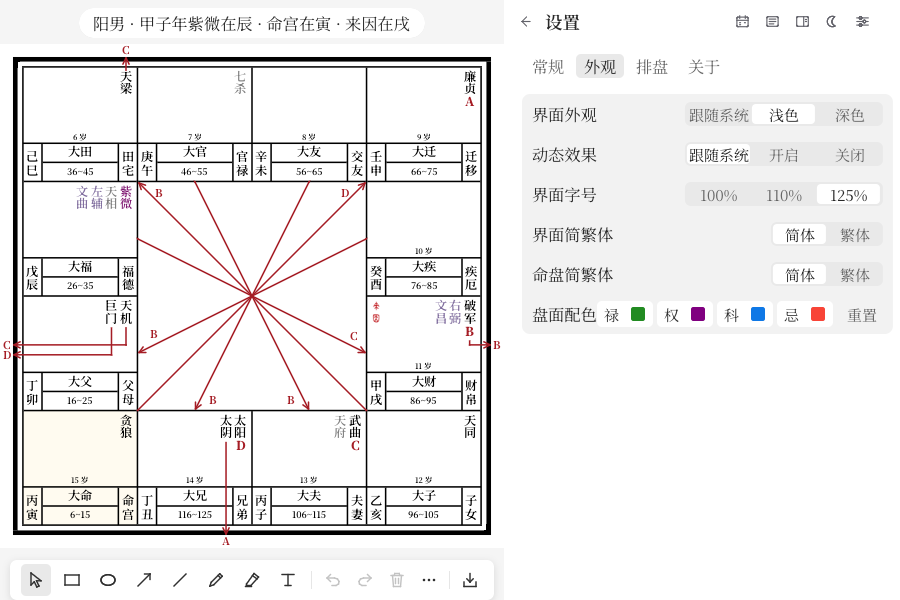 阳男 · 甲子年紫微在辰 · 命宫在寅 · 来因在戌
C
天梁
6 岁
大田
36~45
己巳
田宅
七杀
7 岁
大官
46~55
庚午
官禄
8 岁
大友
56~65
辛未
交友
廉贞
A
9 岁
大迁
66~75
壬申
迁移
文曲
左辅
天相
紫微
大福
26~35
戊辰
福德
B
D
10 岁
大疾
76~85
癸酉
疾厄
巨门
天机
C
D
大父
16~25
丁卯
父母
B
C
B
B
文昌
右弼
破军
B
B
11 岁
大财
86~95
甲戌
财帛
贪狼
15 岁
大命
6~15
丙寅
命宫
太阴
太阳
D
14 岁
大兄
116~125
丁丑
兄弟
天府
武曲
C
13 岁
大夫
106~115
丙子
夫妻
天同
12 岁
大子
96~105
乙亥
子女
A
设置
常规
外观
排盘
关于
界面外观
跟随系统
浅色
深色
动态效果
跟随系统
开启
关闭
界面字号
100%
110%
125%
界面简繁体
简体
繁体
命盘简繁体
简体
繁体
盘面配色
禄
权
科
忌
重置